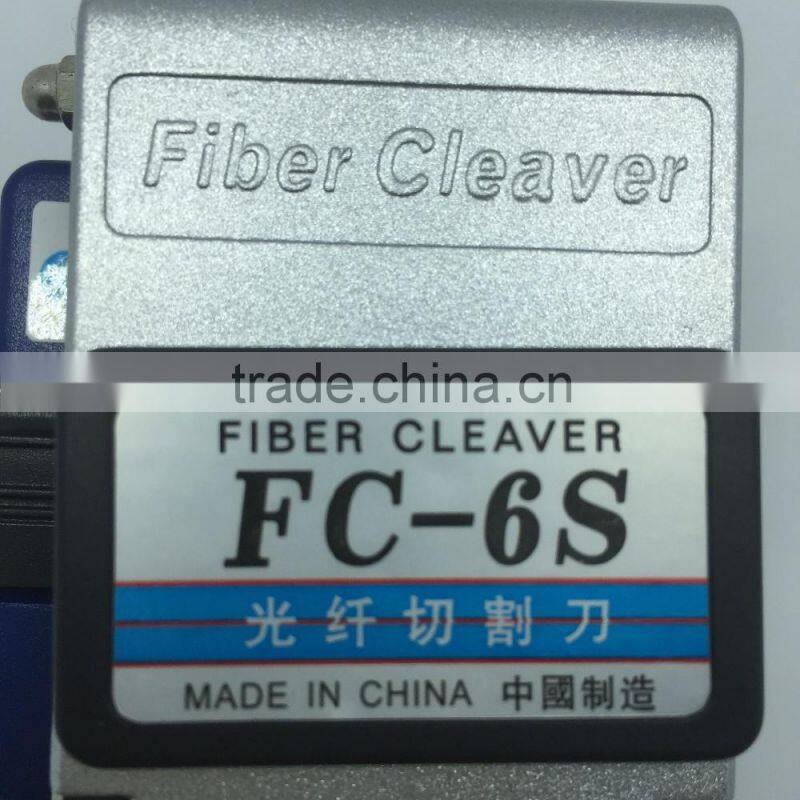 Fiber Cleaver
trade.china.cn
FIBER CLEAVER
FC-6S
光纤切割刀
MADE IN CHINA 中國制造